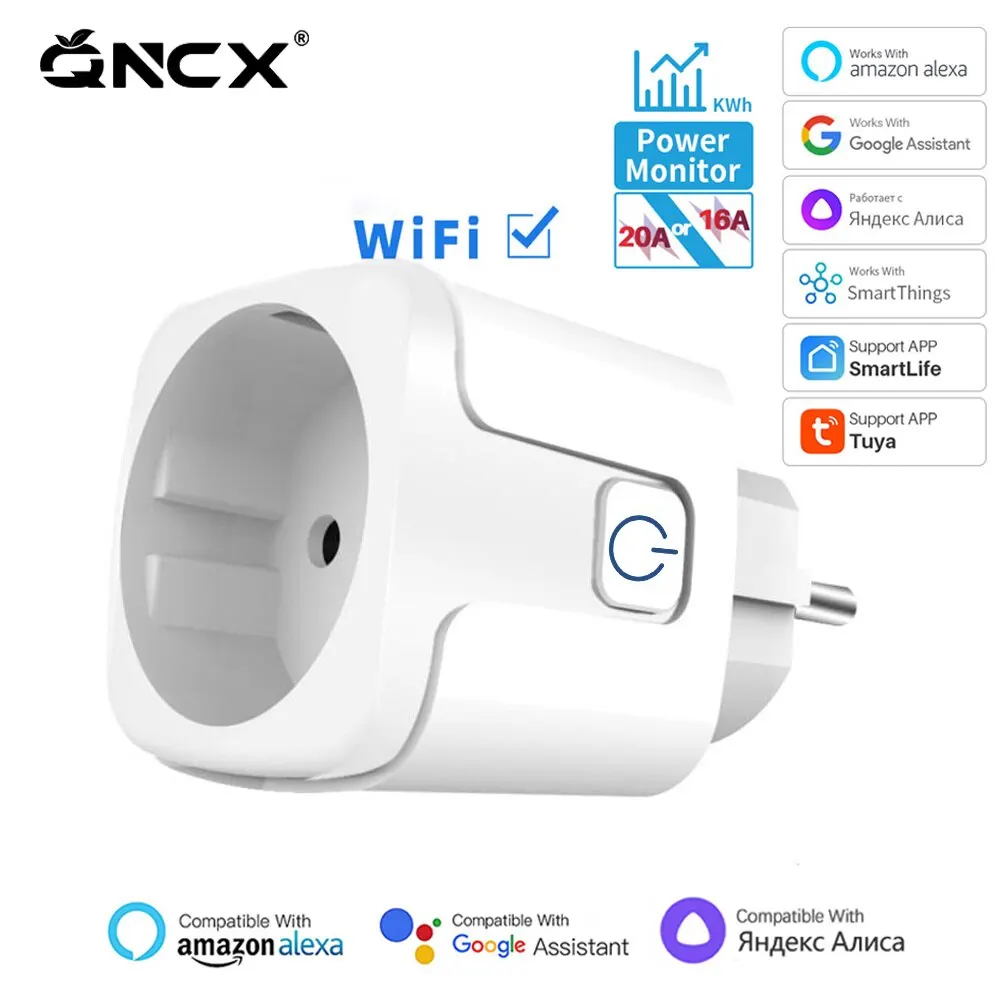 QNCX®
KWh
Power
Monitor
20A or 16A
WiFi
Works With
amazon alexa
Works With
Google Assistant
Работает с
Яндекс Алиса
Works With
SmartThings
Support APP
SmartLife
Support APP
Tuya
Compatible With
amazon alexa
Compatible With
Google Assistant
Compatible With
Яндекс Алиса